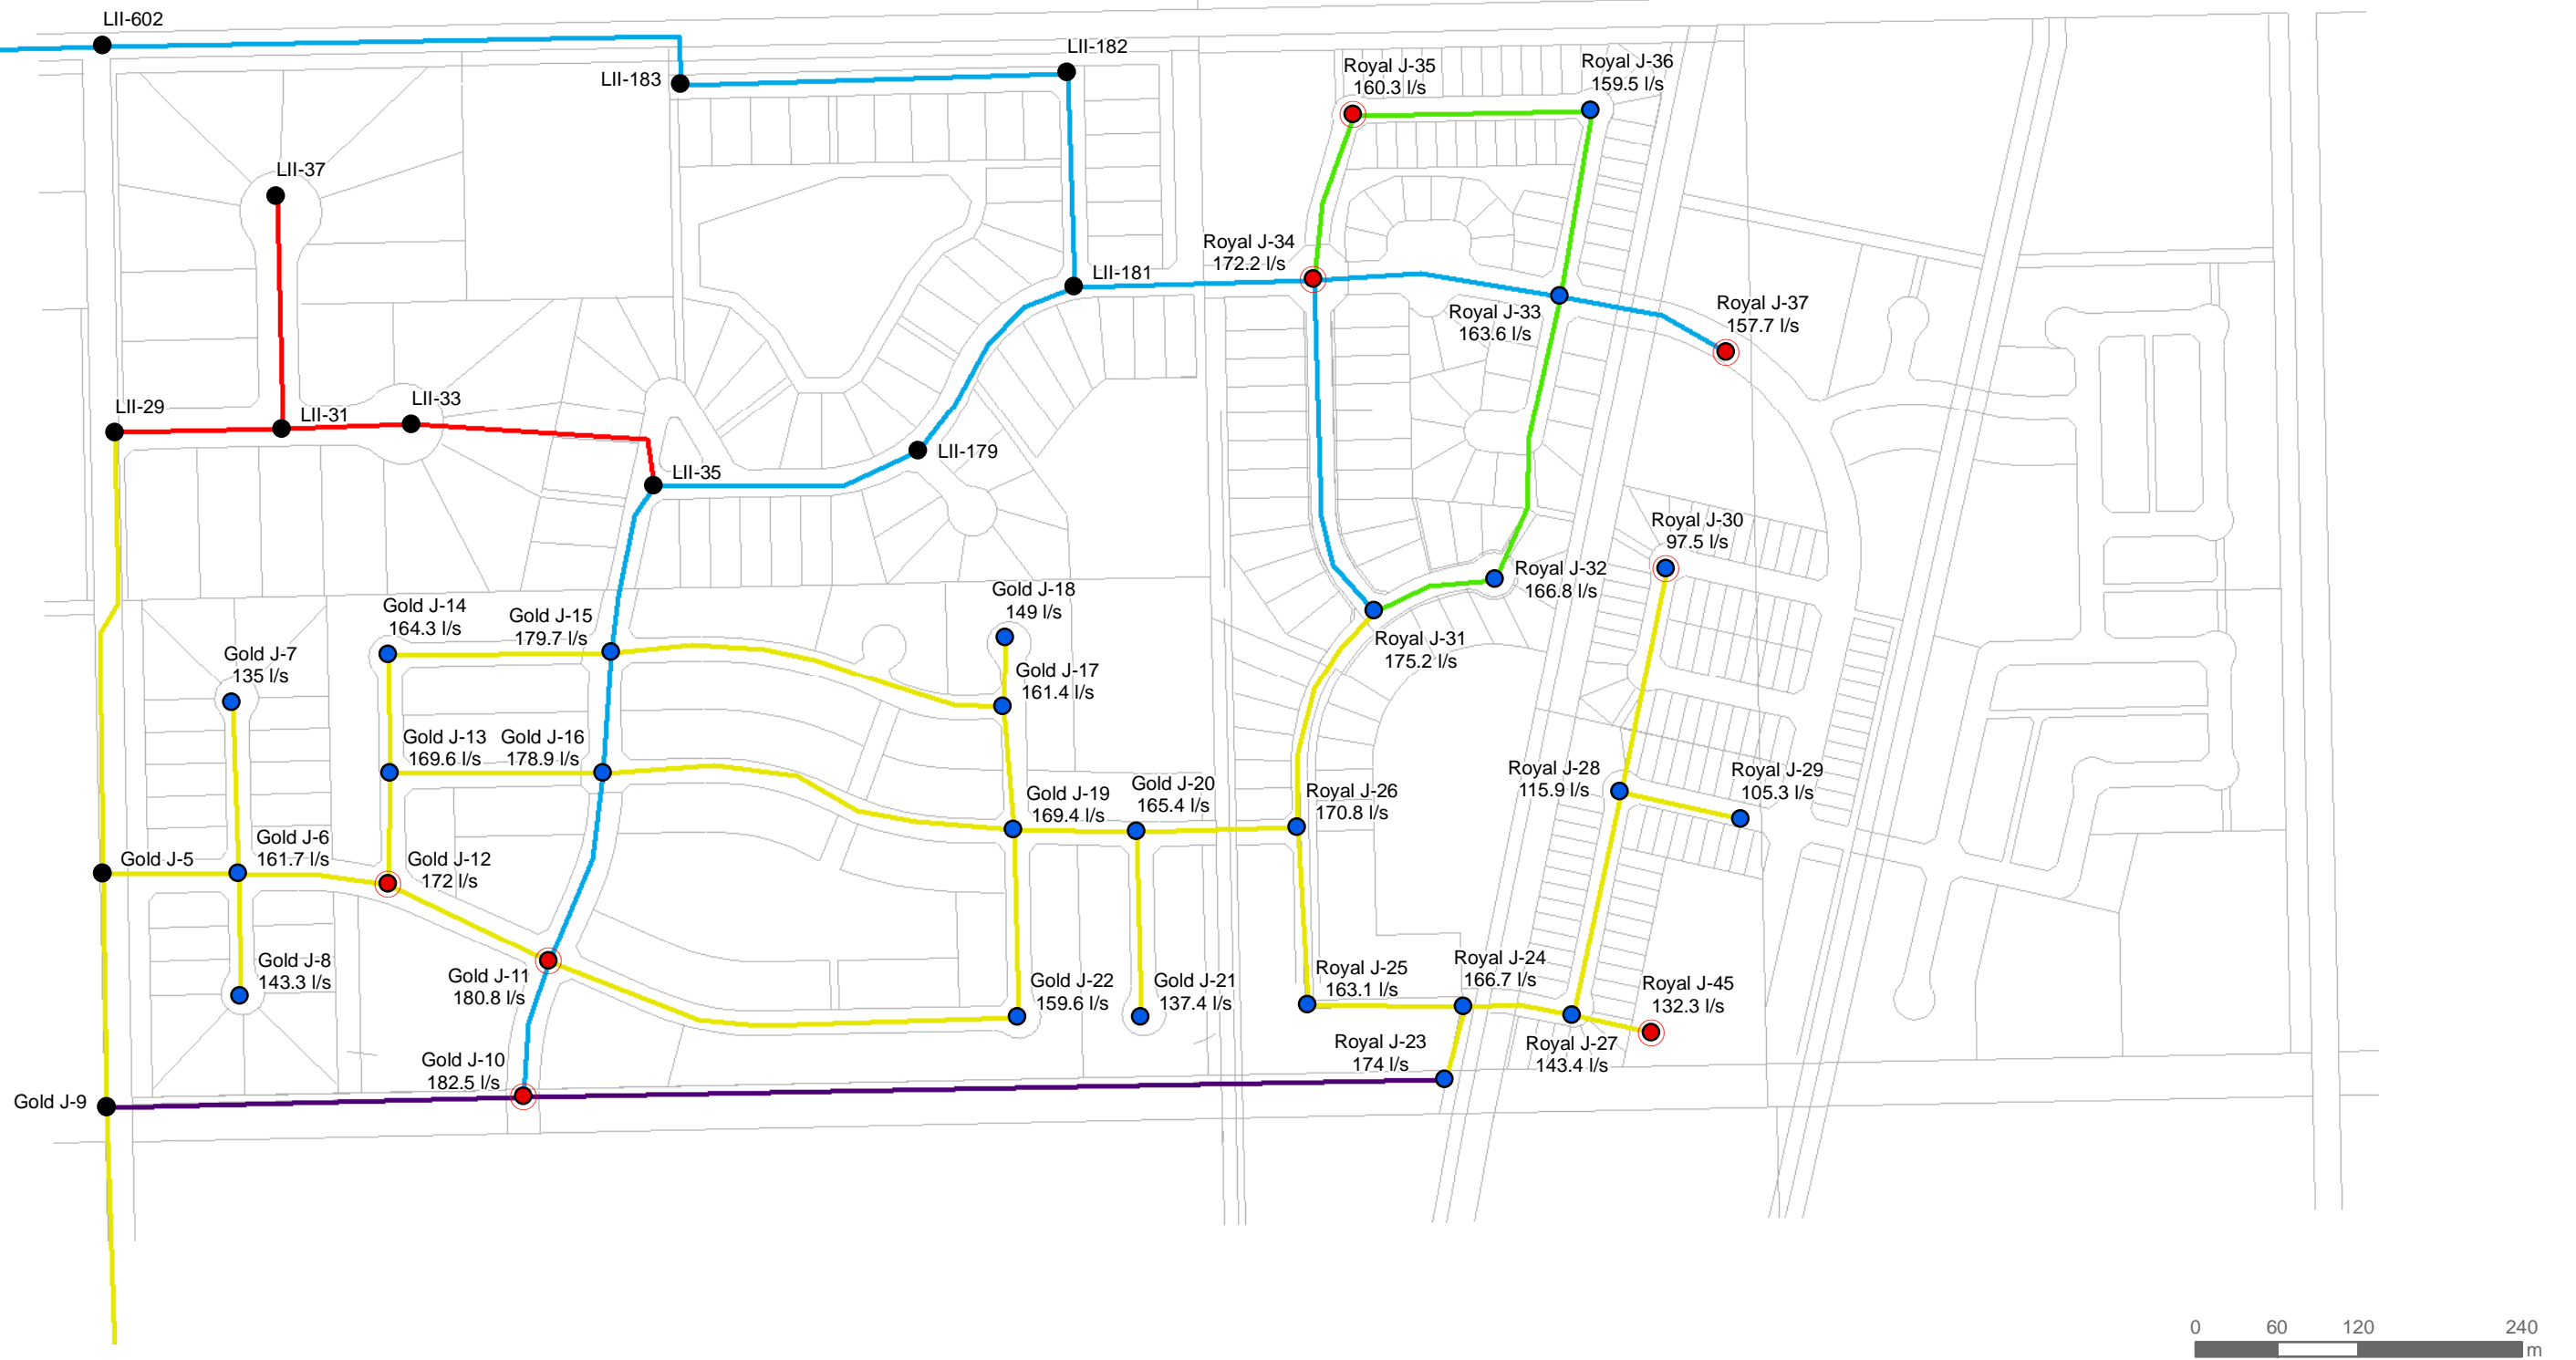 LII-602
LII-182
LII-183
Royal J-35
160.3 l/s
Royal J-36
159.5 l/s
LII-37
Royal J-34
172.2 l/s
LII-181
Royal J-33
163.6 l/s
Royal J-37
157.7 l/s
LII-29
LII-31
LII-33
LII-179
LII-35
Royal J-30
97.5 l/s
Royal J-32
166.8 l/s
Gold J-18
149 l/s
Gold J-14
164.3 l/s
Gold J-15
179.7 l/s
Royal J-31
175.2 l/s
Gold J-7
135 l/s
Gold J-17
161.4 l/s
Gold J-13
169.6 l/s
Gold J-16
178.9 l/s
Royal J-28
115.9 l/s
Royal J-29
105.3 l/s
Gold J-19
169.4 l/s
Gold J-20
165.4 l/s
Royal J-26
170.8 l/s
Gold J-5
Gold J-6
161.7 l/s
Gold J-12
172 l/s
Gold J-8
143.3 l/s
Gold J-11
180.8 l/s
Gold J-22
159.6 l/s
Gold J-21
137.4 l/s
Royal J-25
163.1 l/s
Royal J-24
166.7 l/s
Royal J-45
132.3 l/s
Royal J-23
174 l/s
Royal J-27
143.4 l/s
Gold J-10
182.5 l/s
Gold J-9
0 60 120 240
m